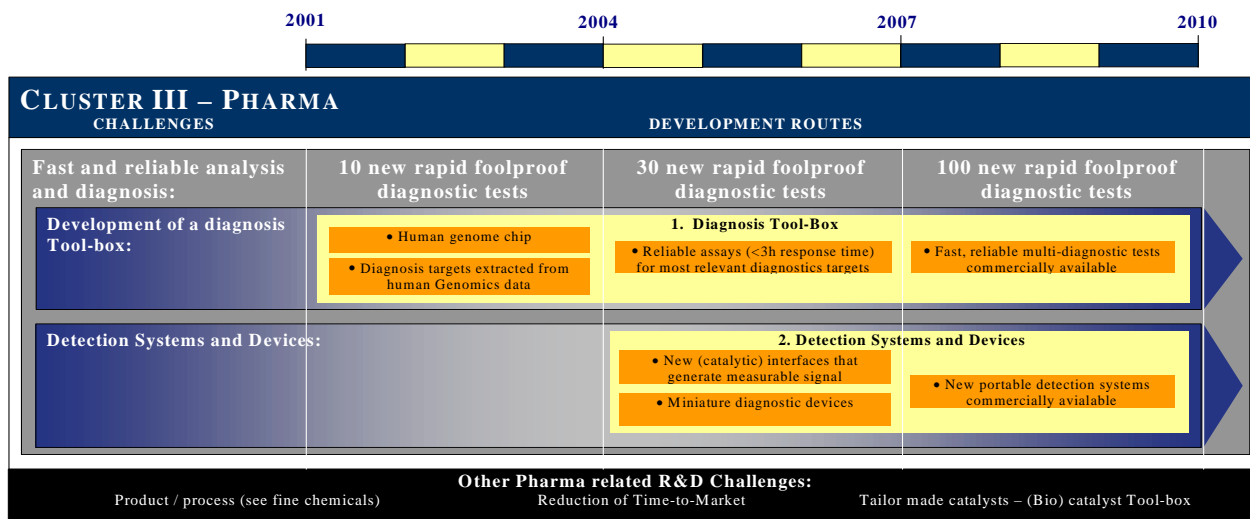 2001 2004 2007 2010
CLUSTER III – PHARMA
CHALLENGES DEVELOPMENT ROUTES
Fast and reliable analysis
and diagnosis:
10 new rapid foolproof
diagnostic tests
30 new rapid foolproof
diagnostic tests
100 new rapid foolproof
diagnostic tests
Development of a diagnosis
Tool-box:
1. Diagnosis Tool-Box
• Human genome chip
• Diagnosis targets extracted from
human Genomics data
• Reliable assays (<3h response time)
for most relevant diagnostics targets
• Fast, reliable multi-diagnostic tests
commercially available
Detection Systems and Devices:
2. Detection Systems and Devices
• New (catalytic) interfaces that
generate measurable signal
• Miniature diagnostic devices
• New portable detection systems
commercially avialable
Other Pharma related R&D Challenges:
Product / process (see fine chemicals) Reduction of Time-to-Market Tailor made catalysts – (Bio) catalyst Tool-box